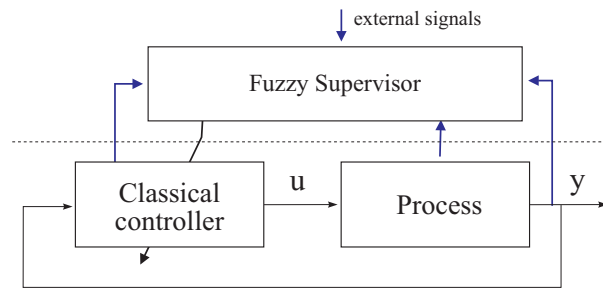 external signals
Fuzzy Supervisor
Classical
controller
u
Process
y